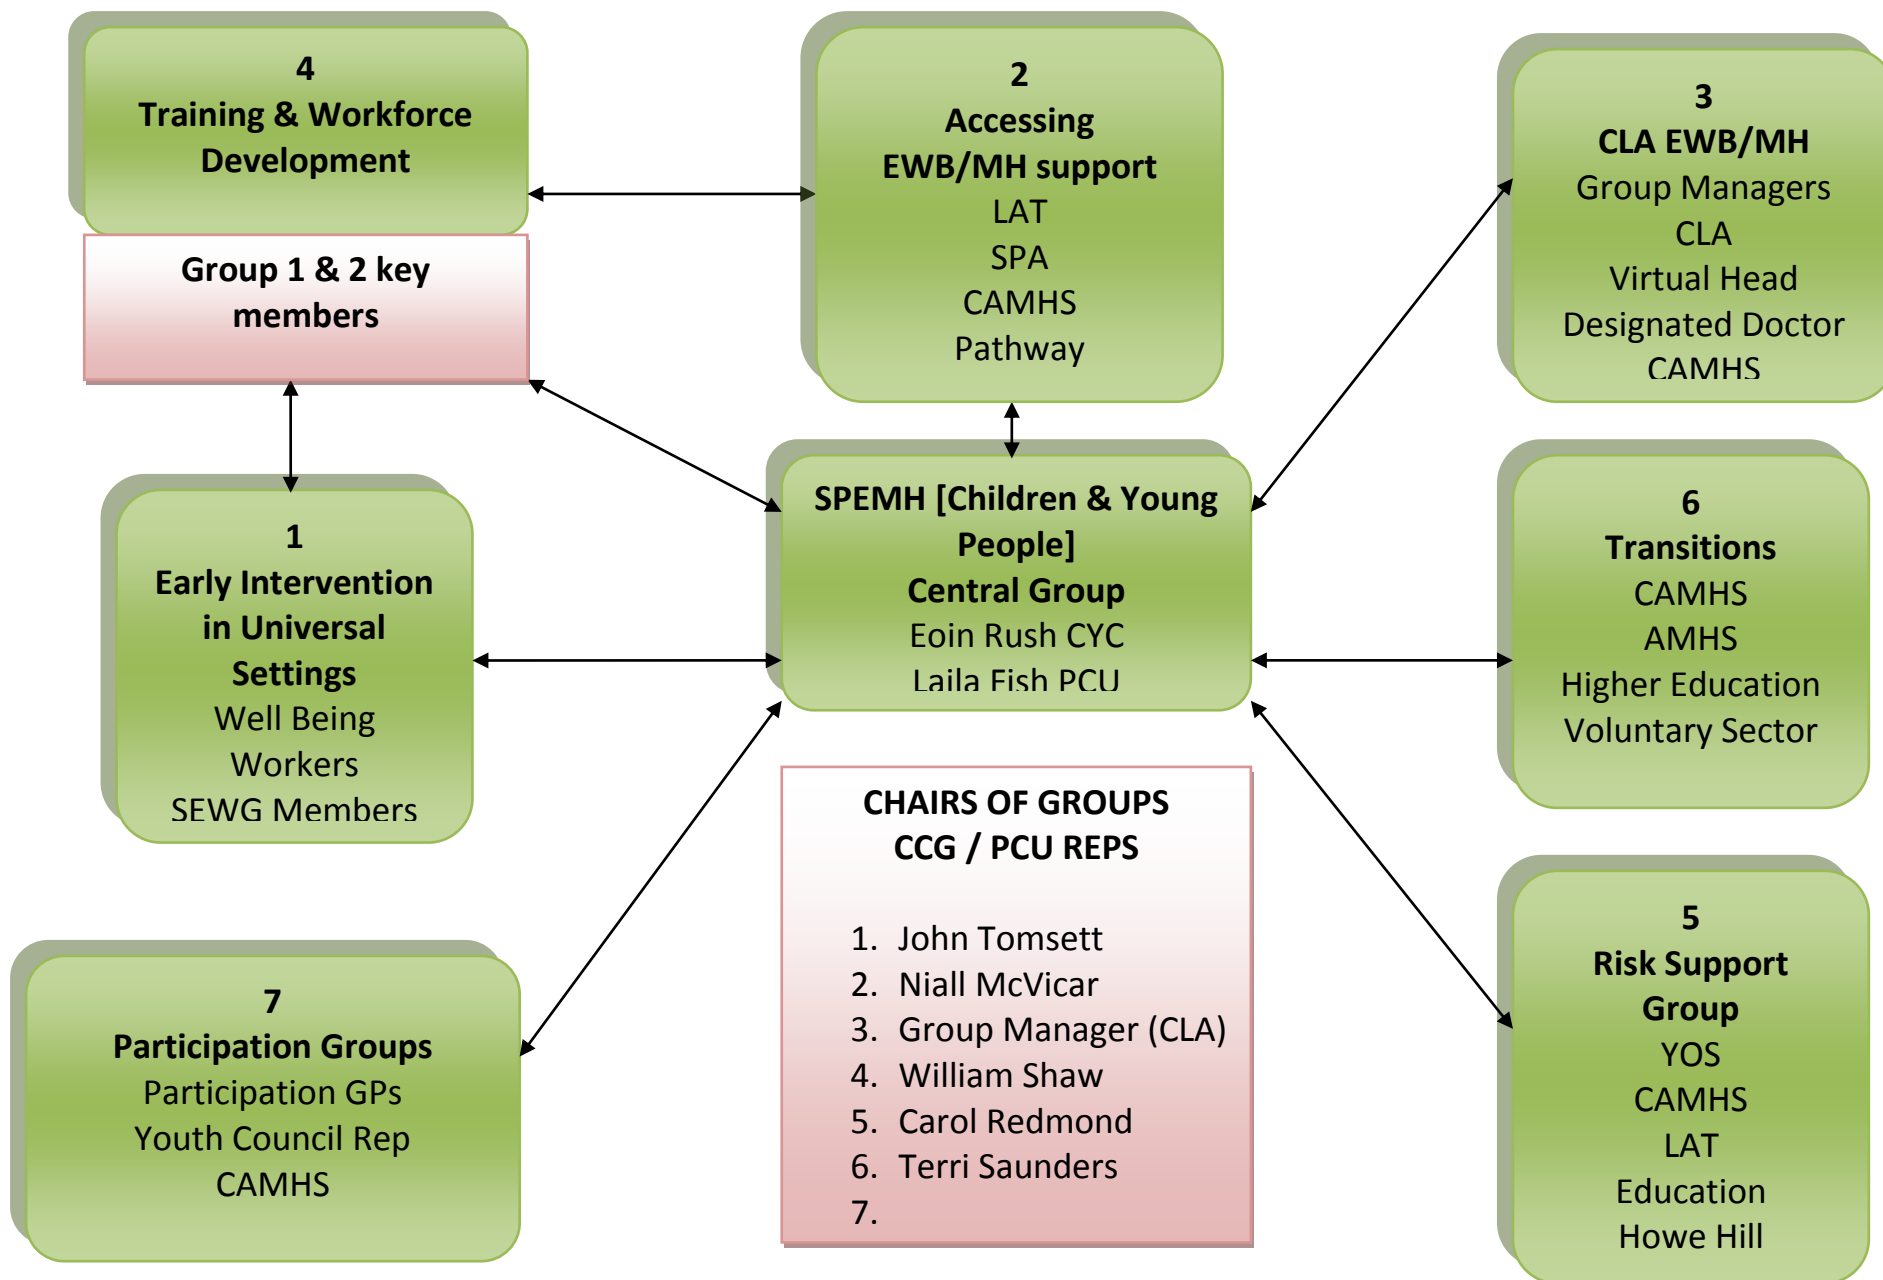 4
Training & Workforce
Development
Group 1 & 2 key
members
2
Accessing
EWB/MH support
LAT
SPA
CAMHS
Pathway
3
CLA EWB/MH
Group Managers
CLA
Virtual Head
Designated Doctor
CAMHS
1
Early Intervention
in Universal
Settings
Well Being
Workers
SEWG Members
SPEMH [Children & Young
People]
Central Group
Eoin Rush CYC
Laila Fish PCU
6
Transitions
CAMHS
AMHS
Higher Education
Voluntary Sector
7
Participation Groups
Participation GPs
Youth Council Rep
CAMHS
CHAIRS OF GROUPS
CCG / PCU REPS
1. John Tomsett
2. Niall McVicar
3. Group Manager (CLA)
4. William Shaw
5. Carol Redmond
6. Terri Saunders
7.
5
Risk Support
Group
YOS
CAMHS
LAT
Education
Howe Hill